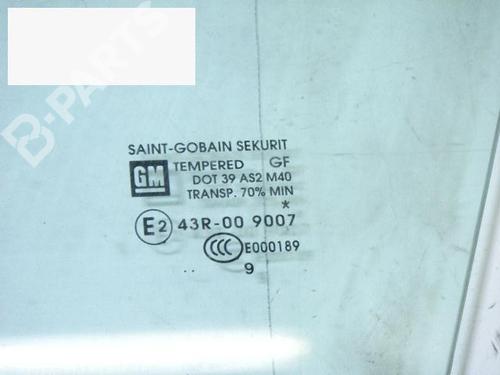 B-PARTS
SAINT-GOBAIN SEKURIT
GM
TEMPERED GF
DOT 39 AS2 M40
TRANSP. 70% MIN
*
E2 43R-00 9007
CCC E000189
9